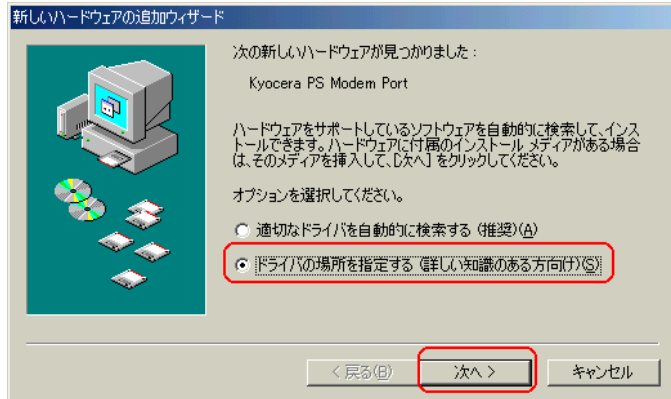 新しいハードウェアの追加ウィザード
次の新しいハードウェアが見つかりました :
Kyocera PS Modem Port
ハードウェアをサポートしているソフトウェアを自動的に検索して、インス
トールできます。ハードウェアに付属のインストール メディアがある場合
は、そのメディアを挿入して、[次へ] をクリックしてください。
オプションを選択してください。
適切なドライバを自動的に検索する (推奨)(A)
ドライバの場所を指定する (詳しい知識のある方向け)(S)
< 戻る(B)
次へ >
キャンセル